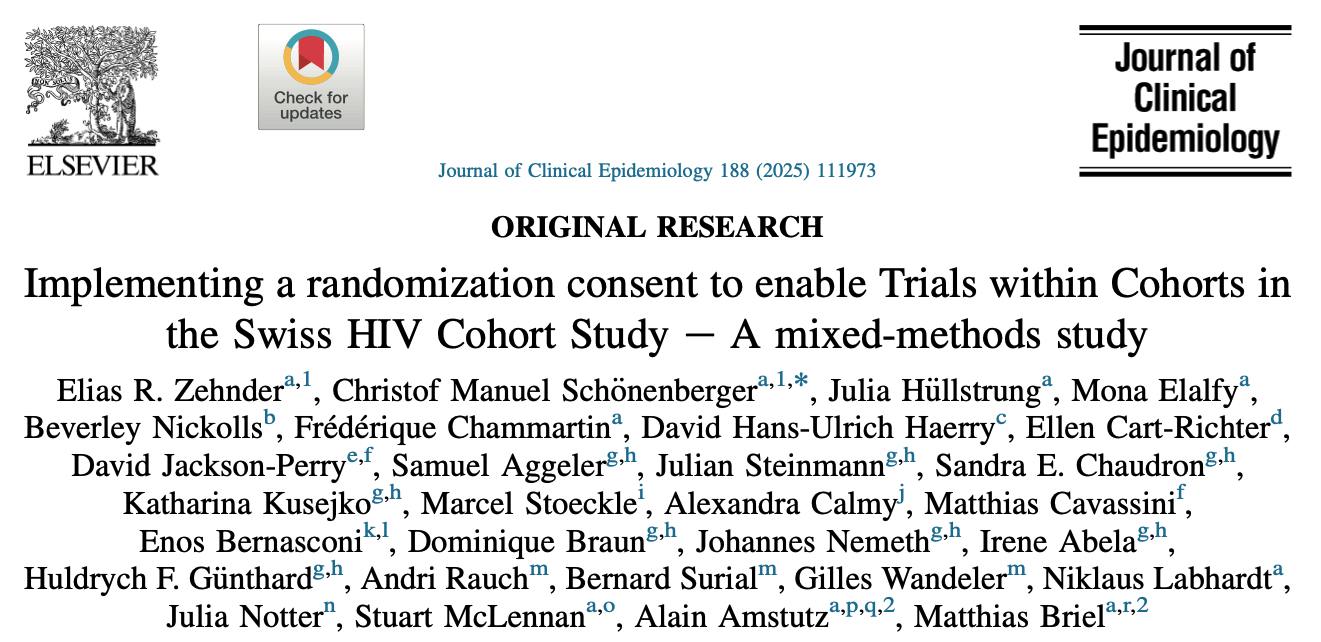 ELSEVIER
Check for
updates
Journal of
Clinical
Epidemiology
Journal of Clinical Epidemiology 188 (2025) 111973
ORIGINAL RESEARCH
Implementing a randomization consent to enable Trials within Cohorts in
the Swiss HIV Cohort Study — A mixed-methods study
Elias R. Zehnder a,1, Christof Manuel Schönenberger a,1,*, Julia Hüllstrung a, Mona Elalfy a,
Beverley Nickolls b, Frédérique Chammartin a, David Hans-Ulrich Haerry c, Ellen Cart-Richter d,
David Jackson-Perry e,f, Samuel Aggeler g,h, Julian Steinmann g,h, Sandra E. Chaudron g,h,
Katharina Kusejko g,h, Marcel Stoeckle i, Alexandra Calmy j, Matthias Cavassini f,
Enos Bernasconi k,l, Dominique Braun g,h, Johannes Nemeth g,h, Irene Abela g,h,
Huldrych F. Günthard g,h, Andri Rauch m, Bernard Surial m, Gilles Wandeler m, Niklaus Labhardt a,
Julia Notter n, Stuart McLennan a,o, Alain Amstutz a,p,q,2, Matthias Briel a,r,2